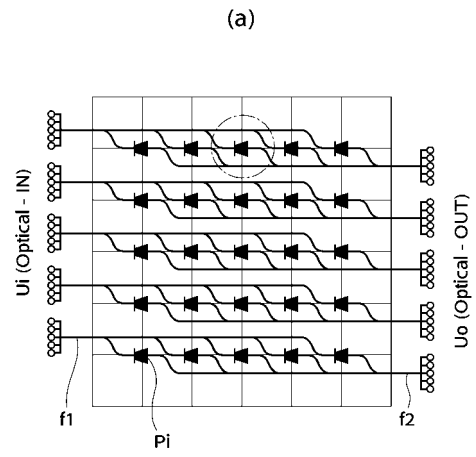 (a)
Ui (Optical - IN)
Uo (Optical - OUT)
f1
Pi
f2